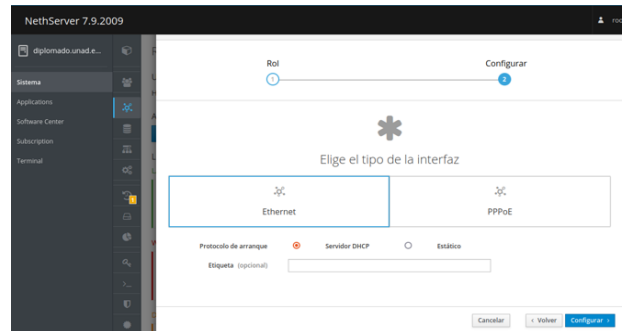 NethServer 7.9.2009
diplomado.unad.e...
Sistema
Applications
Software Center
Subscription
Terminal
Rol
Configurar
1
2
Elige el tipo de la interfaz
Ethernet
PPPoE
Protocolo de arranque
Servidor DHCP
Estático
Etiqueta (opcional)
Cancelar
‹ Volver
Configurar ›